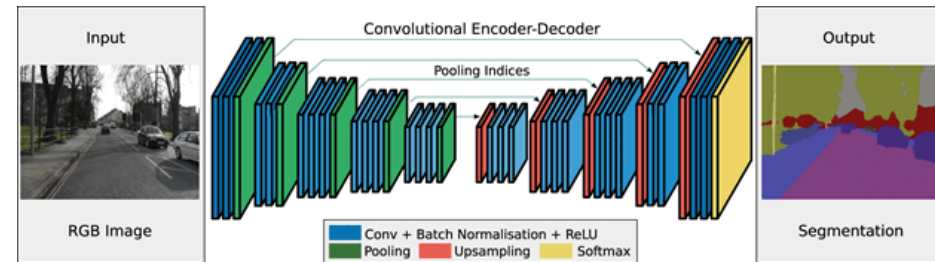 Input
Convolutional Encoder-Decoder
Output
Pooling Indices
RGB Image
Segmentation
Conv + Batch Normalisation + ReLU
Pooling Upsampling Softmax